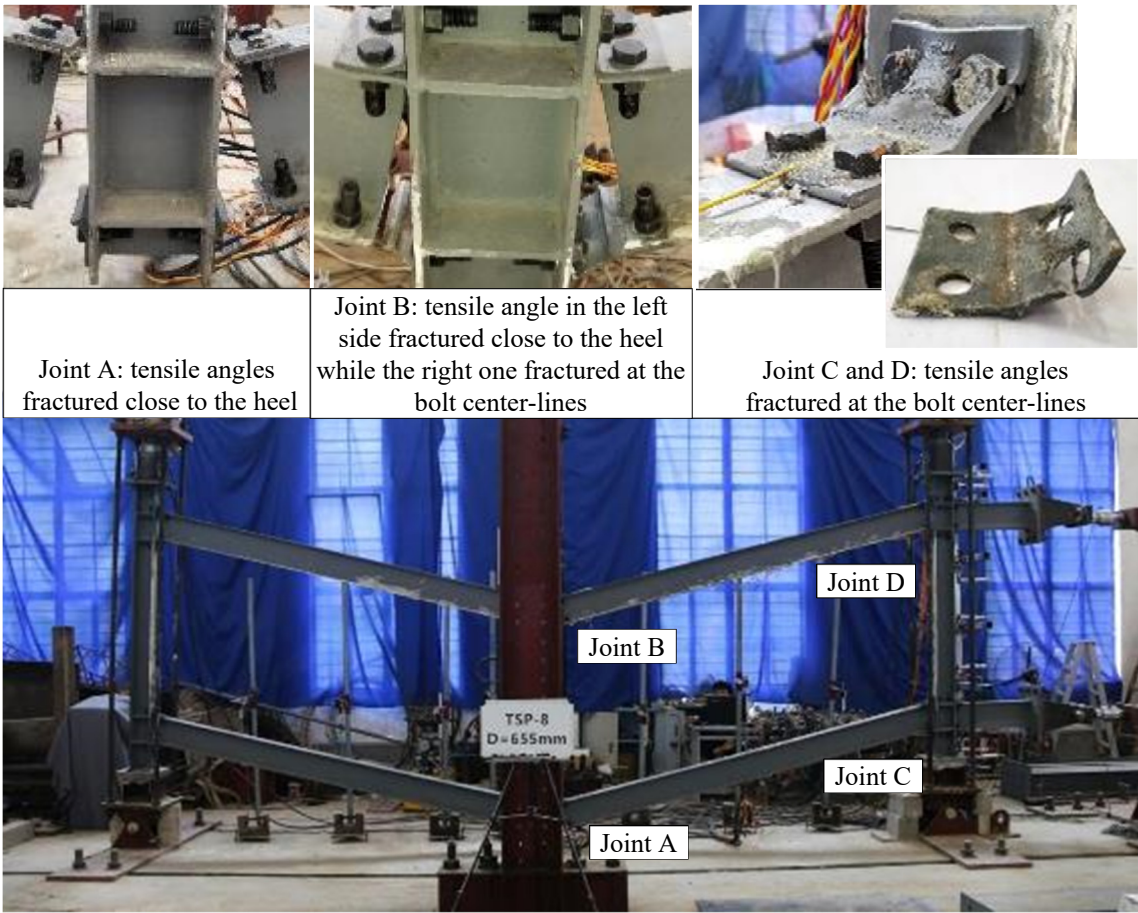 Joint A: tensile angles
fractured close to the heel
Joint B: tensile angle in the left
side fractured close to the heel
while the right one fractured at the
bolt center-lines
Joint C and D: tensile angles
fractured at the bolt center-lines
Joint D
Joint B
TSP-8
D=655mm
Joint C
Joint A